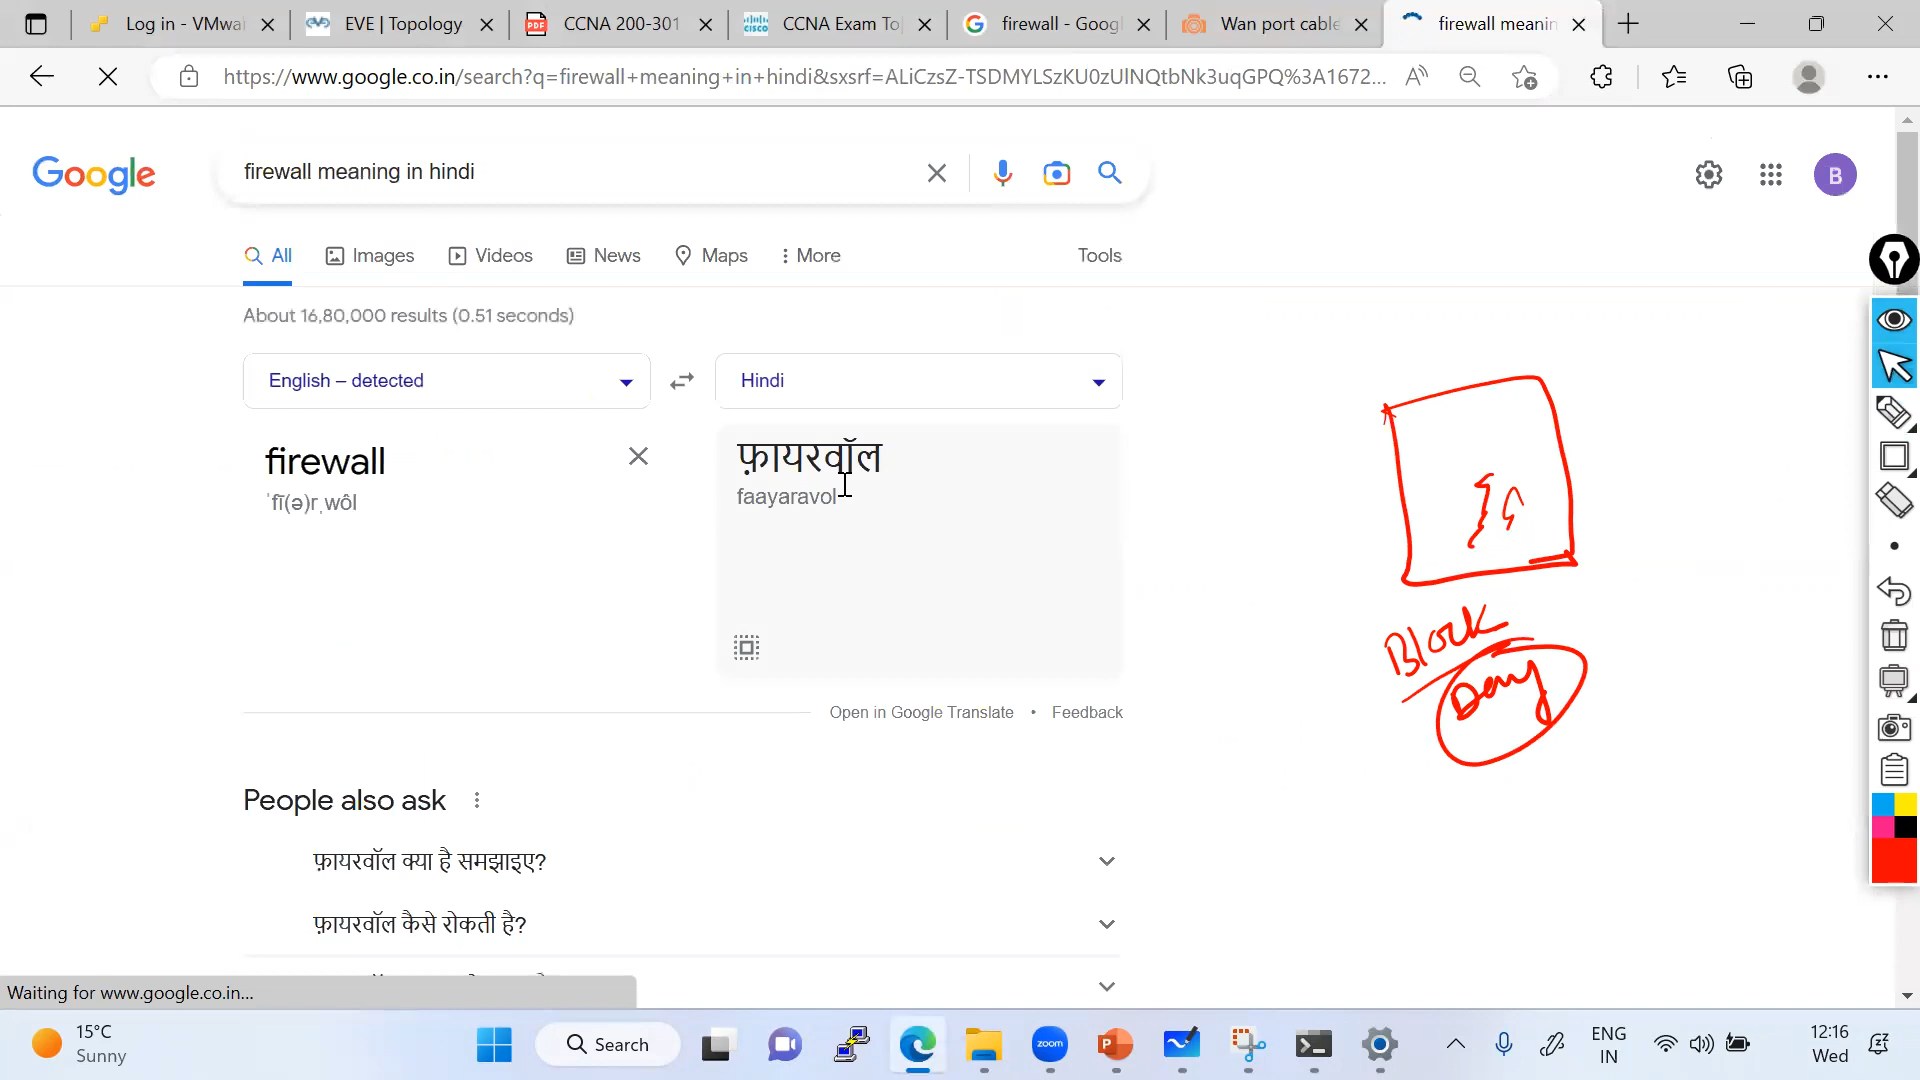 Log in - VMwar
EVE | Topology
CCNA 200-301
CCNA Exam To
firewall - Goog
Wan port cable
firewall meanin
https://www.google.co.in/search?q=firewall+meaning+in+hindi&sxsrf=ALiCzsZ-TSDMYLSzKU0zUlNQtbNk3uqGPQ%3A1672...
Google
firewall meaning in hindi
B
All
Images
Videos
News
Maps
More
Tools
About 16,80,000 results (0.51 seconds)
English – detected
Hindi
firewall
ˈfī(ə)rˌwôl
फ़ायरवॉल
faayaravol
Block
Deny
Open in Google Translate • Feedback
People also ask
फ़ायरवॉल क्या है समझाइए?
फ़ायरवॉल कैसे रोकती है?
Waiting for www.google.co.in...
15°C
Sunny
Search
zoom
ENG
IN
12:16
Wed